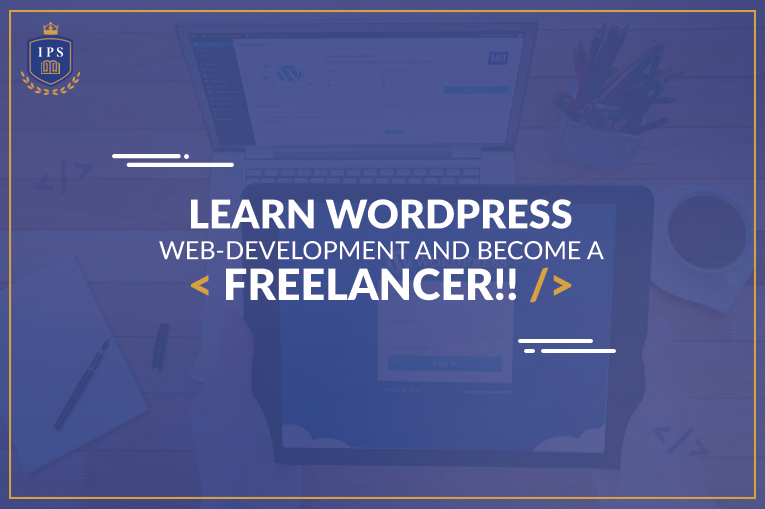 IPS
LEARN WORDPRESS
WEB-DEVELOPMENT AND BECOME A
< FREELANCER!! />